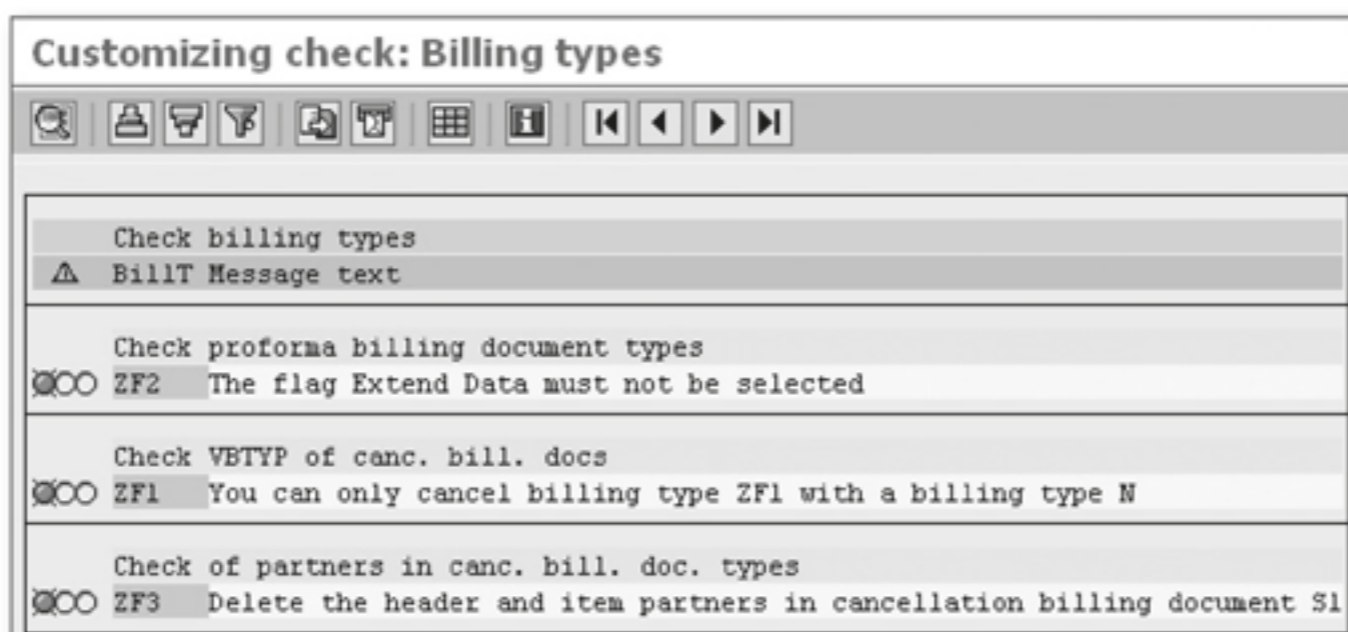 Customizing check: Billing types
Check billing types
BillT Message text
Check proforma billing document types
ZF2 The flag Extend Data must not be selected
Check VBTYP of canc. bill. docs
ZF1 You can only cancel billing type ZF1 with a billing type N
Check of partners in canc. bill. doc. types
ZF3 Delete the header and item partners in cancellation billing document S1